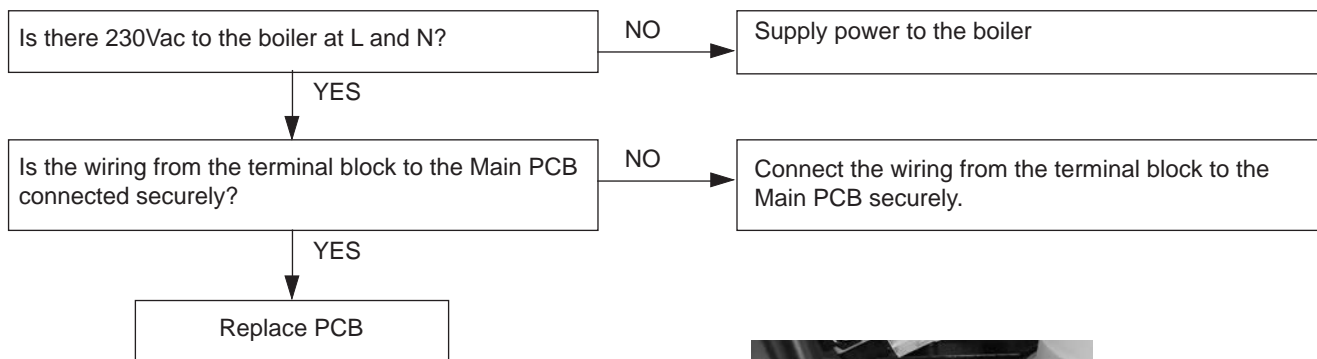 Is there 230Vac to the boiler at L and N?
NO
Supply power to the boiler
YES
Is the wiring from the terminal block to the Main PCB
connected securely?
NO
Connect the wiring from the terminal block to the
Main PCB securely.
YES
Replace PCB